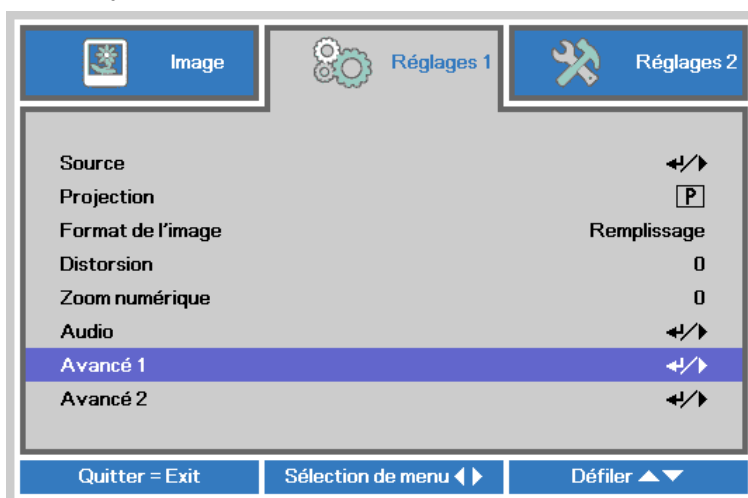 Image Réglages 1 Réglages 2
Source
Projection P
Format de l'image Remplissage
Distorsion 0
Zoom numérique 0
Audio
Avancé 1
Avancé 2
Quitter = Exit Sélection de menu Défiler